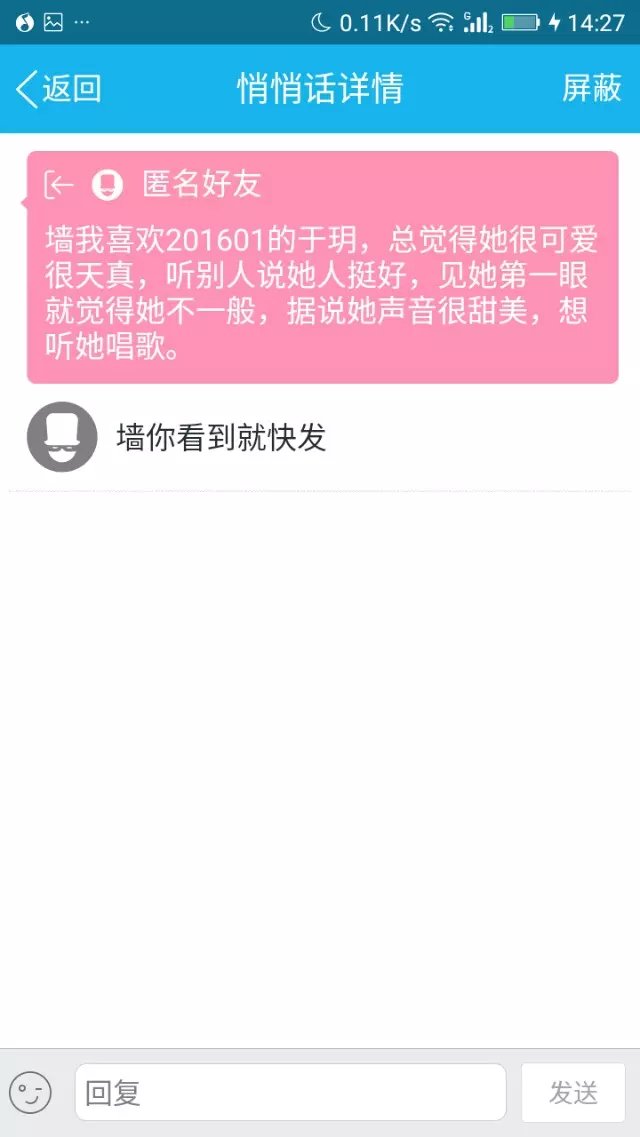 0.11K/s G 2 14:27
返回 悄悄话详情 屏蔽
匿名好友
墙我喜欢201601的于玥，总觉得她很可爱
很天真，听别人说她人挺好，见她第一眼
就觉得她不一般，据说她声音很甜美，想
听她唱歌。
墙你看到就快发
回复 发送